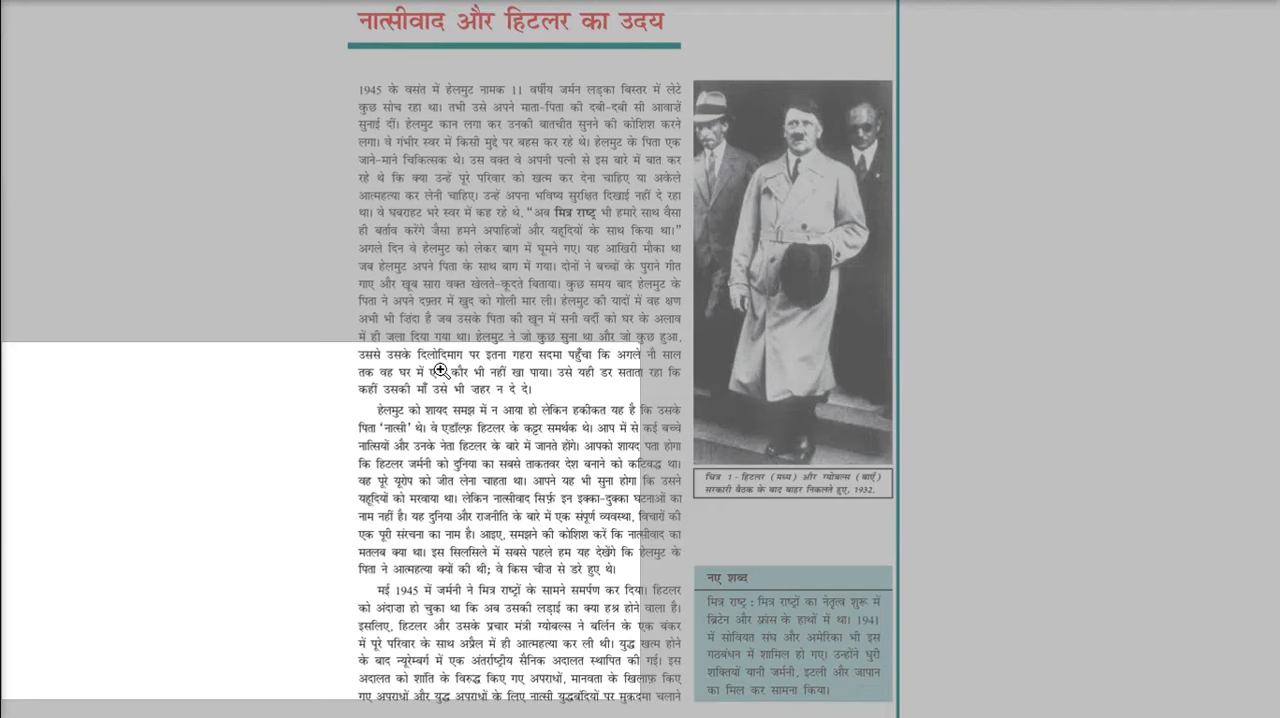 नात्सीवाद और हिटलर का उदय
1945 के वसंत में हेलमुट नामक 11 वर्षीय जर्मन लड़का बिस्तर में लेटे
कुछ सोच रहा था। तभी उसे अपने माता-पिता की दबी-दबी सी आवाज़ें
सुनाई दीं। हेलमुट कान लगा कर उनकी बातचीत सुनने की कोशिश करने
लगा। वे गंभीर स्वर में किसी मुद्दे पर बहस कर रहे थे। हेलमुट के पिता एक
जाने-माने चिकित्सक थे। उस वक्त वे अपनी पत्नी से इस बारे में बात कर
रहे थे कि क्या उन्हें पूरे परिवार को खत्म कर देना चाहिए या अकेले
आत्महत्या कर लेनी चाहिए। उन्हें अपना भविष्य सुरक्षित दिखाई नहीं दे रहा
था। वे घबराहट भरे स्वर में कह रहे थे, “अब मित्र राष्ट्र भी हमारे साथ वैसा
ही बर्ताव करेंगे जैसा हमने अपाहिजों और यहूदियों के साथ किया था।”
अगले दिन वे हेलमुट को लेकर बाग में घूमने गए। यह आखिरी मौका था
जब हेलमुट अपने पिता के साथ बाग में गया। दोनों ने बच्चों के पुराने गीत
गाए और खूब सारा वक्त खेलते-कूदते बिताया। कुछ समय बाद हेलमुट के
पिता ने अपने दफ़्तर में खुद को गोली मार ली। हेलमुट की यादों में वह क्षण
अभी भी ज़िंदा है जब उसके पिता की खून में सनी वर्दी को घर के अलाव
में ही जला दिया गया था। हेलमुट ने जो कुछ सुना था और जो कुछ हुआ,
उससे उसके दिलोदिमाग पर इतना गहरा सदमा पहुँचा कि अगले नौ साल
तक वह घर में कौर भी नहीं खा पाया। उसे यही डर सताता रहा कि
कहीं उसकी माँ उसे भी ज़हर न दे दे।
हेलमुट को शायद समझ में न आया हो लेकिन हकीकत यह है कि उसके
पिता ‘नात्सी’ थे। वे एडॉल्फ़ हिटलर के कट्टर समर्थक थे। आप में से कई बच्चे
नात्सियों और उनके नेता हिटलर के बारे में जानते होंगे। आपको शायद पता होगा
कि हिटलर जर्मनी को दुनिया का सबसे ताकतवर देश बनाने को कटिबद्ध था।
वह पूरे यूरोप को जीत लेना चाहता था। आपने यह भी सुना होगा कि उसने
यहूदियों को मरवाया था। लेकिन नात्सीवाद सिर्फ़ इन इक्का-दुक्का घटनाओं का
नाम नहीं है। यह दुनिया और राजनीति के बारे में एक संपूर्ण व्यवस्था, विचारों की
एक पूरी संरचना का नाम है। आइए, समझने की कोशिश करें कि नात्सीवाद का
मतलब क्या था। इस सिलसिले में सबसे पहले हम यह देखेंगे कि हेलमुट के
पिता ने आत्महत्या क्यों की थी; वे किस चीज़ से डरे हुए थे।
मई 1945 में जर्मनी ने मित्र राष्ट्रों के सामने समर्पण कर दिया। हिटलर
को अंदाज़ा हो चुका था कि अब उसकी लड़ाई का क्या हश्र होने वाला है।
इसलिए, हिटलर और उसके प्रचार मंत्री ग्योबल्स ने बर्लिन के एक बंकर
में पूरे परिवार के साथ अप्रैल में ही आत्महत्या कर ली थी। युद्ध खत्म होने
के बाद न्यूरेम्बर्ग में एक अंतर्राष्ट्रीय सैनिक अदालत स्थापित की गई। इस
अदालत को शांति के विरुद्ध किए गए अपराधों, मानवता के खिलाफ़ किए
गए अपराधों और युद्ध अपराधों के लिए नात्सी युद्धबंदियों पर मुकदमा चलाने
चित्र 1 - हिटलर (मध्य) और ग्योबल्स (बाएँ)
सरकारी बैठक के बाद बाहर निकलते हुए, 1932.
नए शब्द
मित्र राष्ट्र : मित्र राष्ट्रों का नेतृत्व शुरू में
ब्रिटेन और फ़्रांस के हाथों में था। 1941
में सोवियत संघ और अमेरिका भी इस
गठबंधन में शामिल हो गए। उन्होंने धुरी
शक्तियों यानी जर्मनी, इटली और जापान
का मिल कर सामना किया।